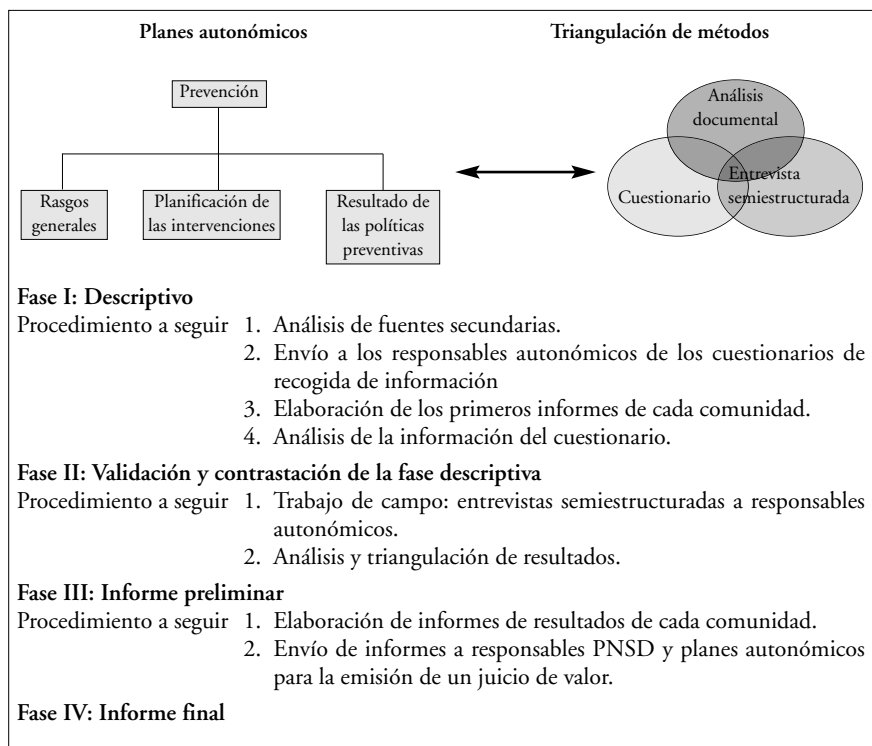 Planes autonómicos
Triangulación de métodos
Prevención
Rasgos
generales
Planificación de
las intervenciones
Resultado de
las políticas
preventivas
Análisis
documental
Cuestionario
Entrevista
semiestructurada
Fase I: Descriptivo
Procedimiento a seguir 1. Análisis de fuentes secundarias.
2. Envío a los responsables autonómicos de los cuestionarios de
recogida de información
3. Elaboración de los primeros informes de cada comunidad.
4. Análisis de la información del cuestionario.
Fase II: Validación y contrastación de la fase descriptiva
Procedimiento a seguir 1. Trabajo de campo: entrevistas semiestructuradas a responsables
autonómicos.
2. Análisis y triangulación de resultados.
Fase III: Informe preliminar
Procedimiento a seguir 1. Elaboración de informes de resultados de cada comunidad.
2. Envío de informes a responsables PNSD y planes autonómicos
para la emisión de un juicio de valor.
Fase IV: Informe final